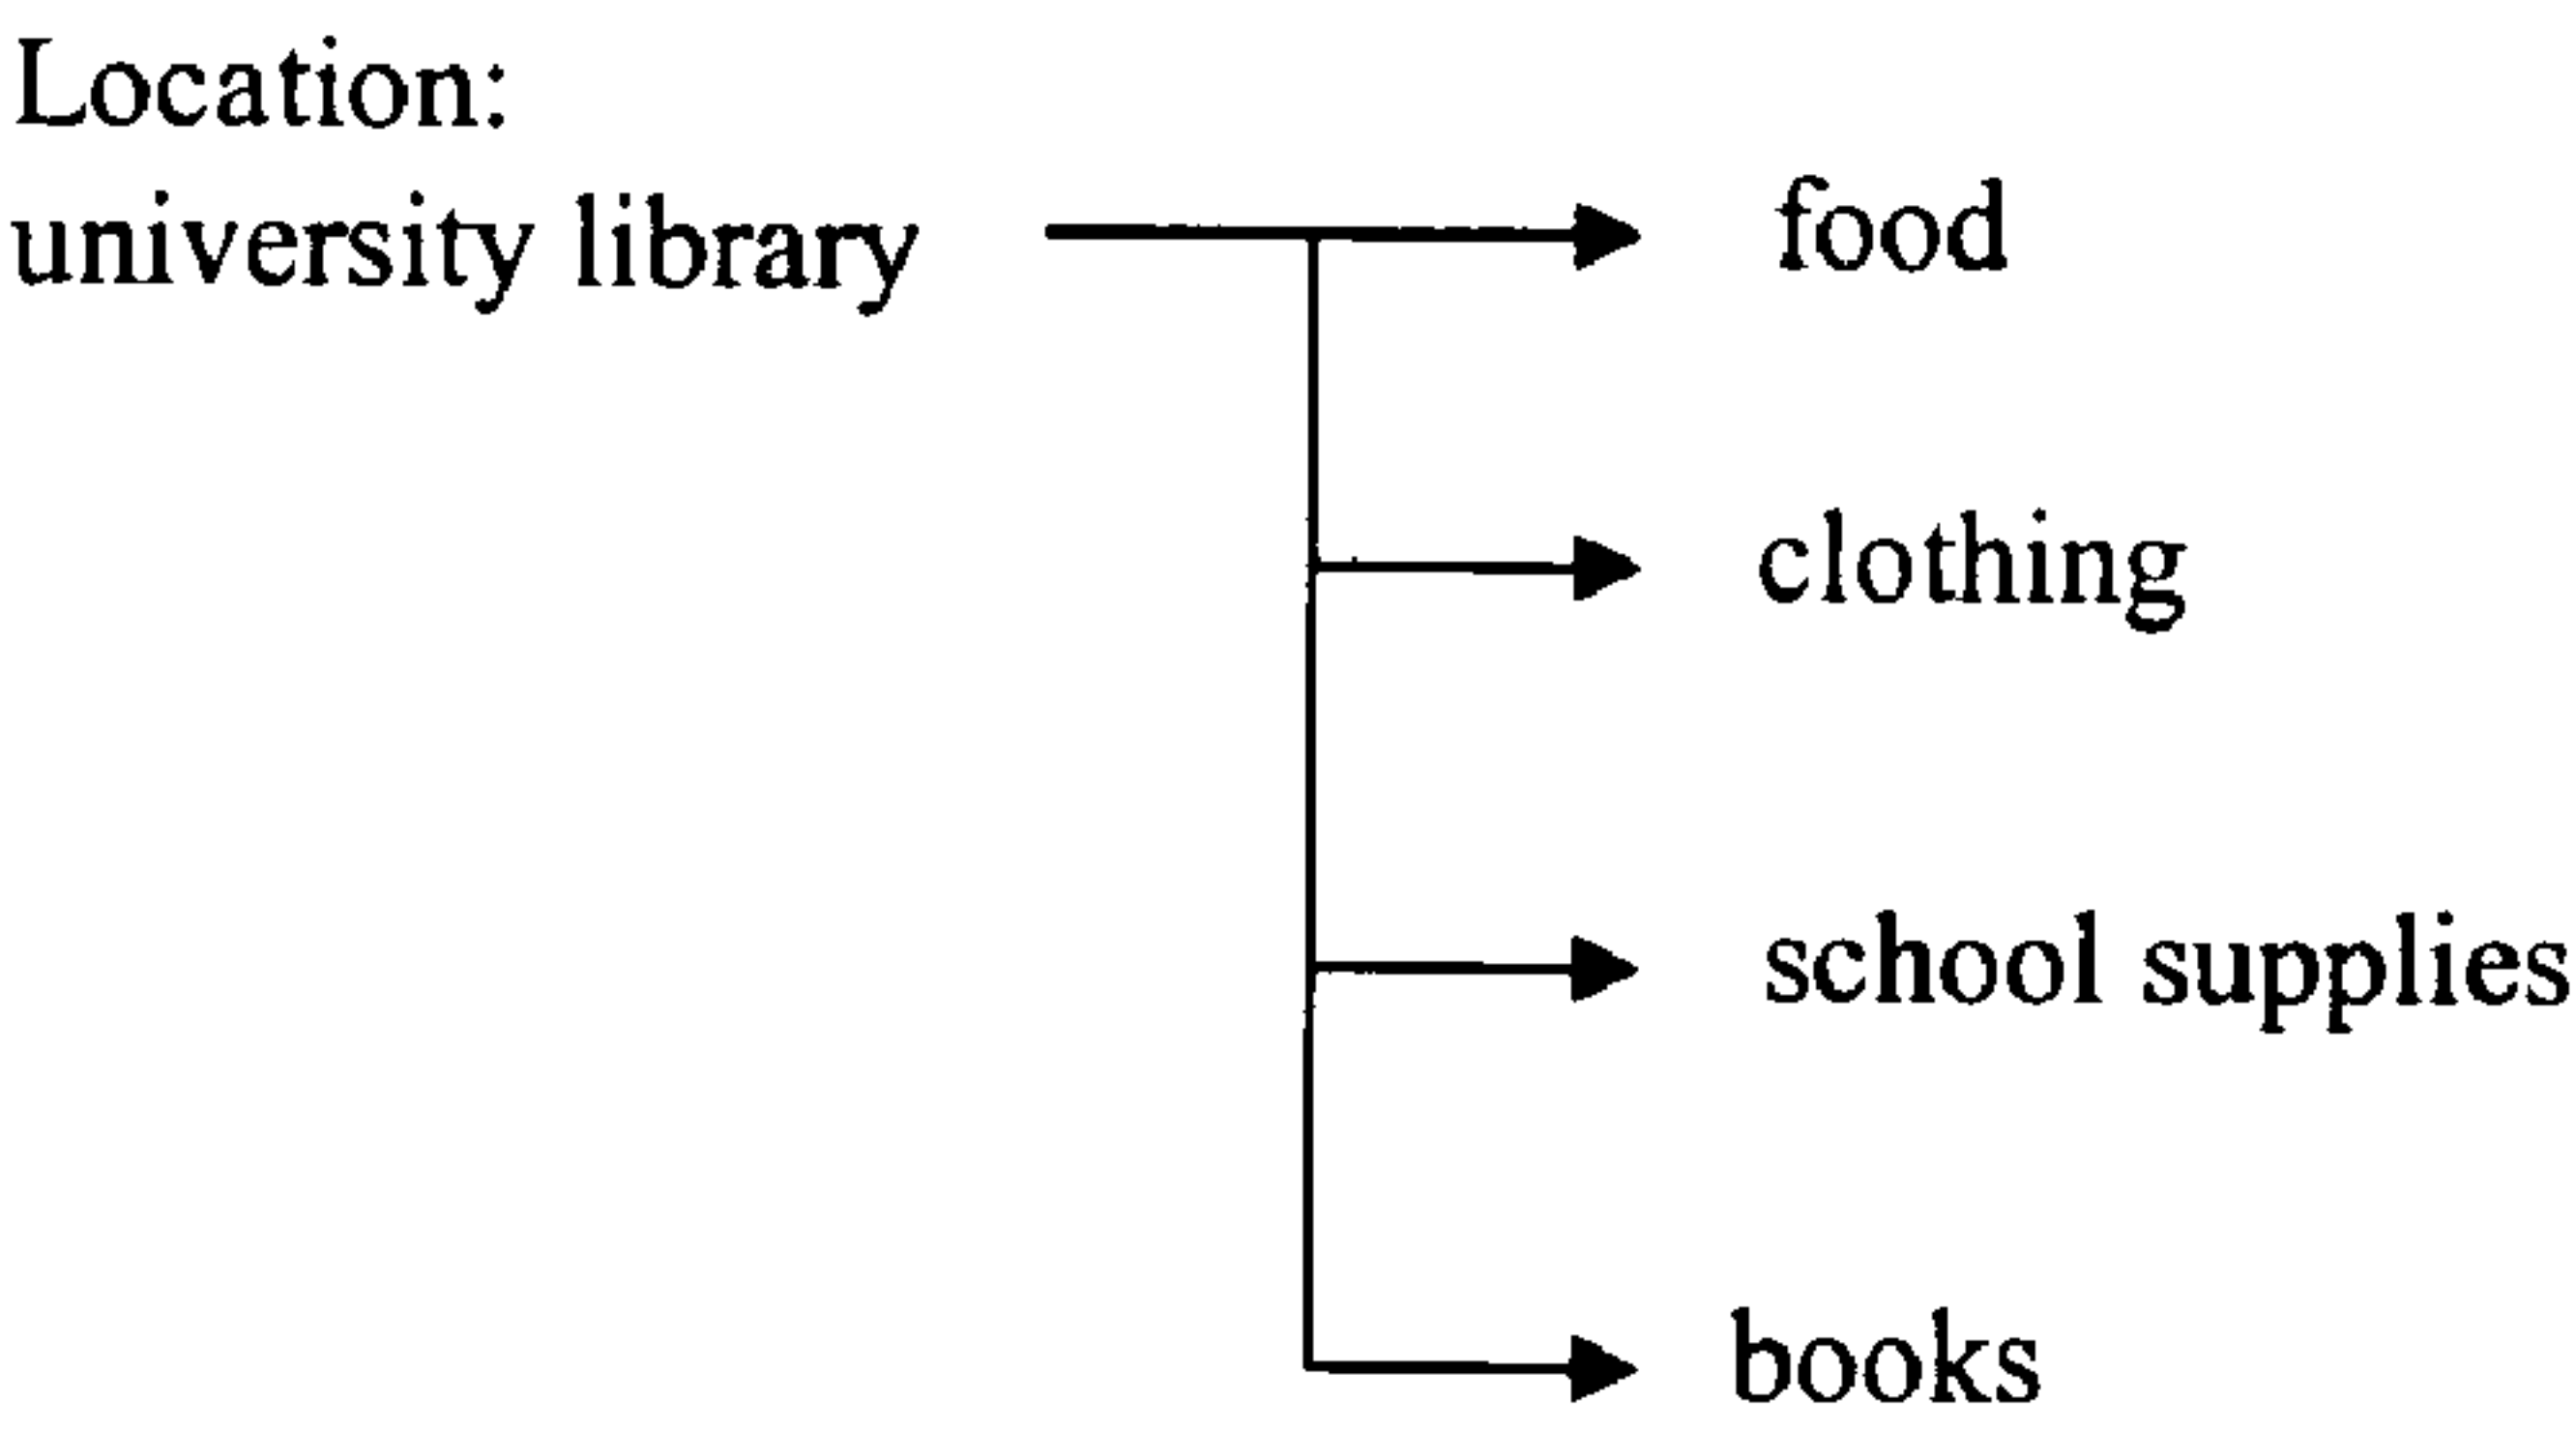 Location:
university library
food
clothing
school supplies
books